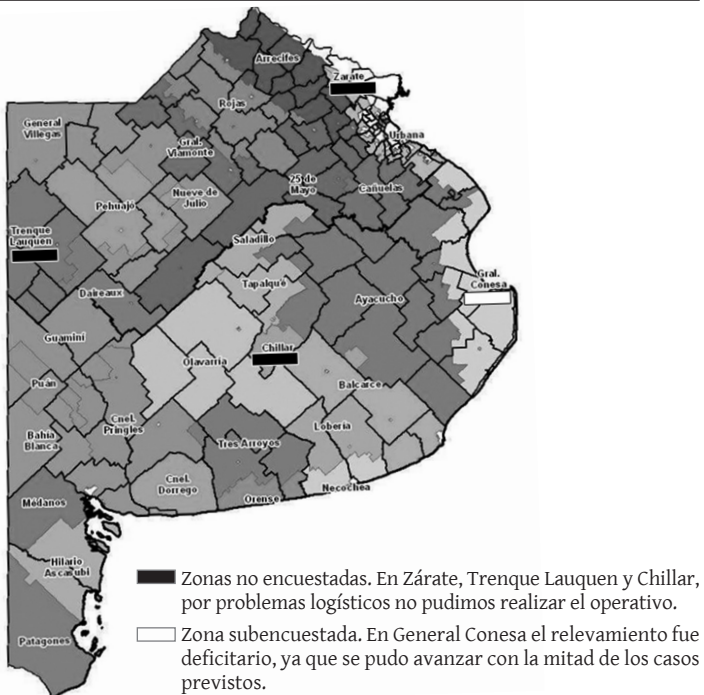 Arrecifes
Zarate
Rojas
General
Villegas
Urbana
Gral.
Viamonte
25 de
Mayo
Cañuelas
Nueve de
Julio
Pehuajó
Trenque
Lauquen
Saladillo
Gral.
Conesa
Tapalqué
Daireaux
Ayacucho
Guaminí
Chillar
Olavarría
Puán
Balcarce
Cnel.
Pringles
Lobería
Bahía
Blanca
Tres Arroyos
Cnel.
Dorrego
Necochea
Orense
Médanos
Hilario
Ascasubi
Patagones
Zonas no encuestadas. En Zárate, Trenque Lauquen y Chillar,
por problemas logísticos no pudimos realizar el operativo.
Zona subencuestada. En General Conesa el relevamiento fue
deficitario, ya que se pudo avanzar con la mitad de los casos
previstos.